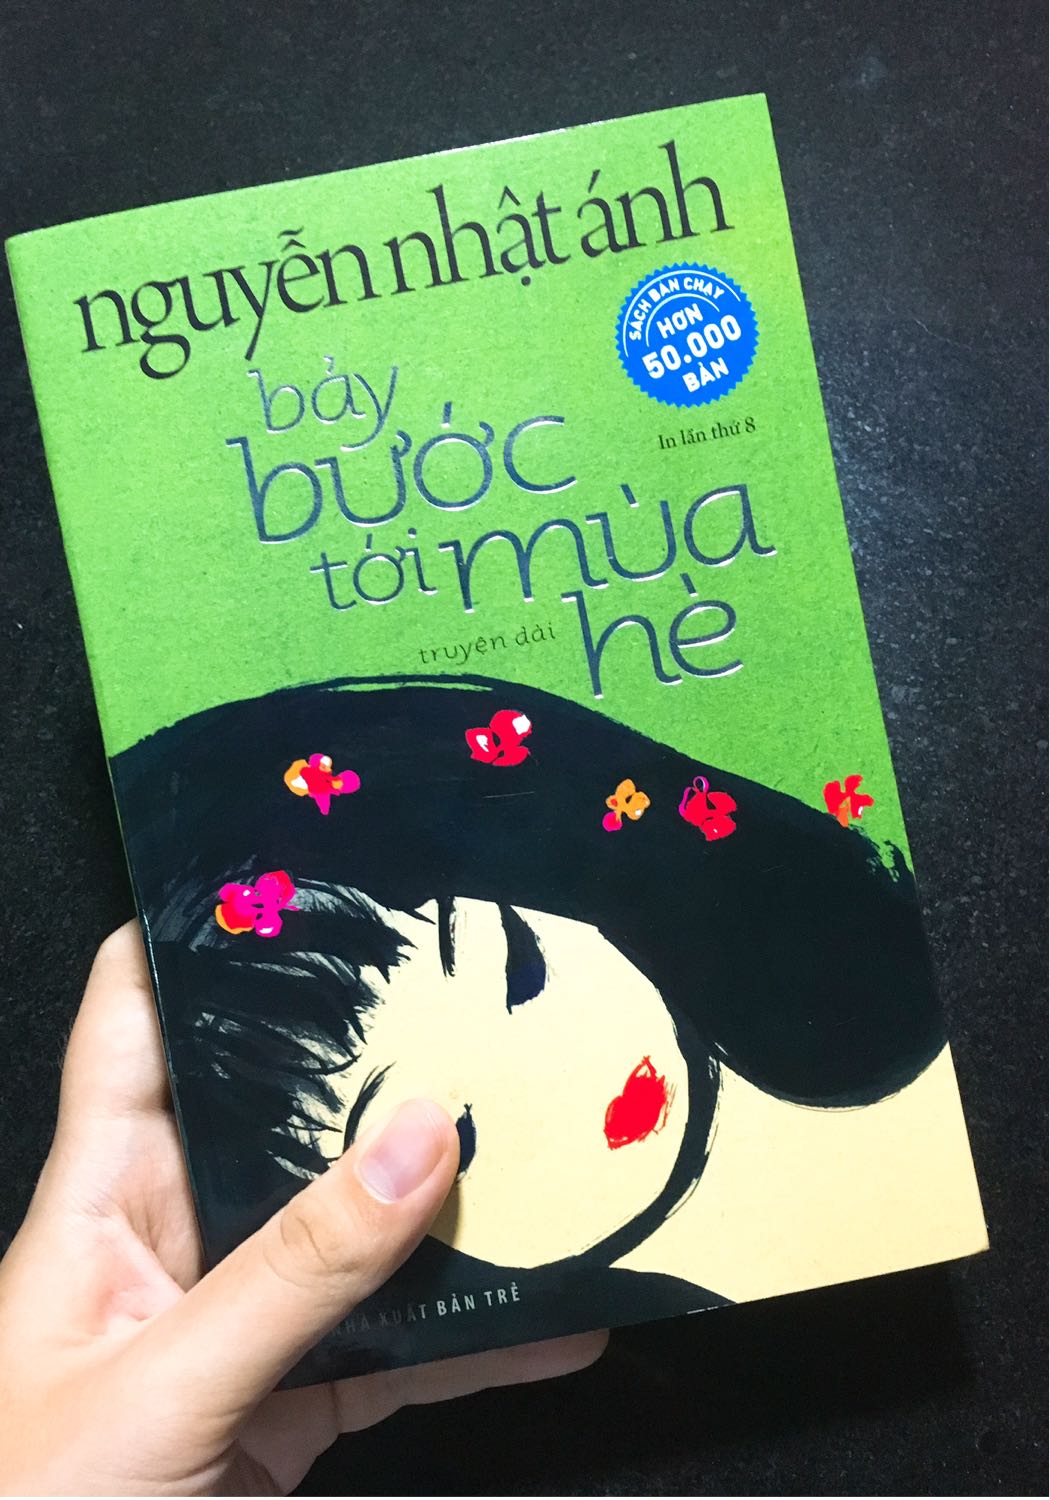 nguyễn nhật ánh
SÁCH BÁN CHẠY
HƠN
50.000
BẢN
In lần thứ 8
bảy
bước
tới mùa
hè
truyện dài
NHÀ XUẤT BẢN TRẺ